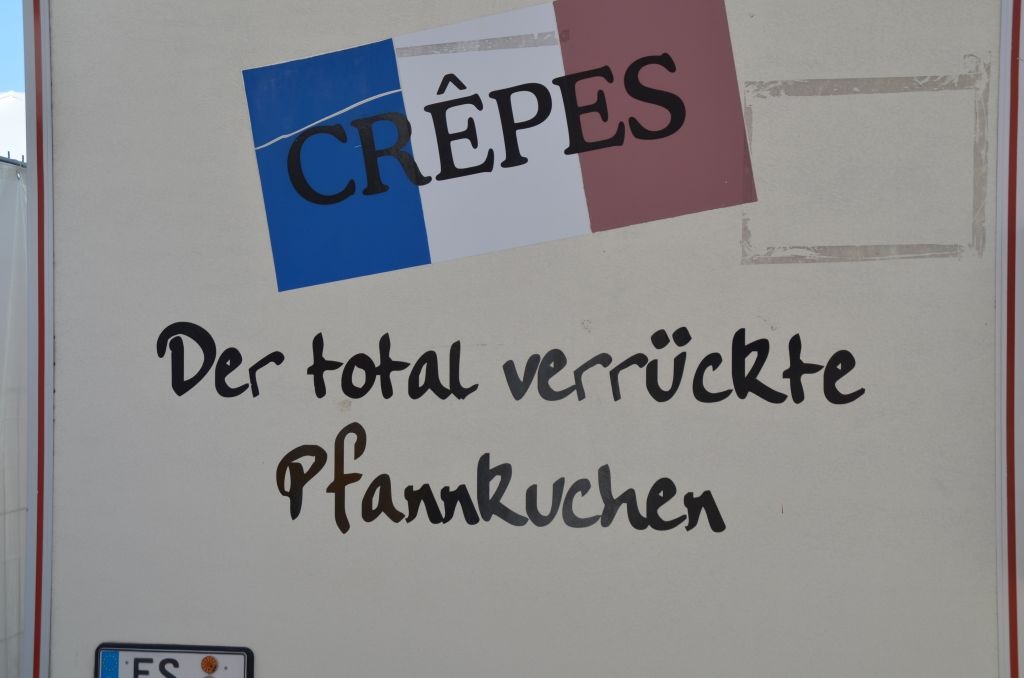 CRÊPES
Der total verrückte
Pfannkuchen
ES